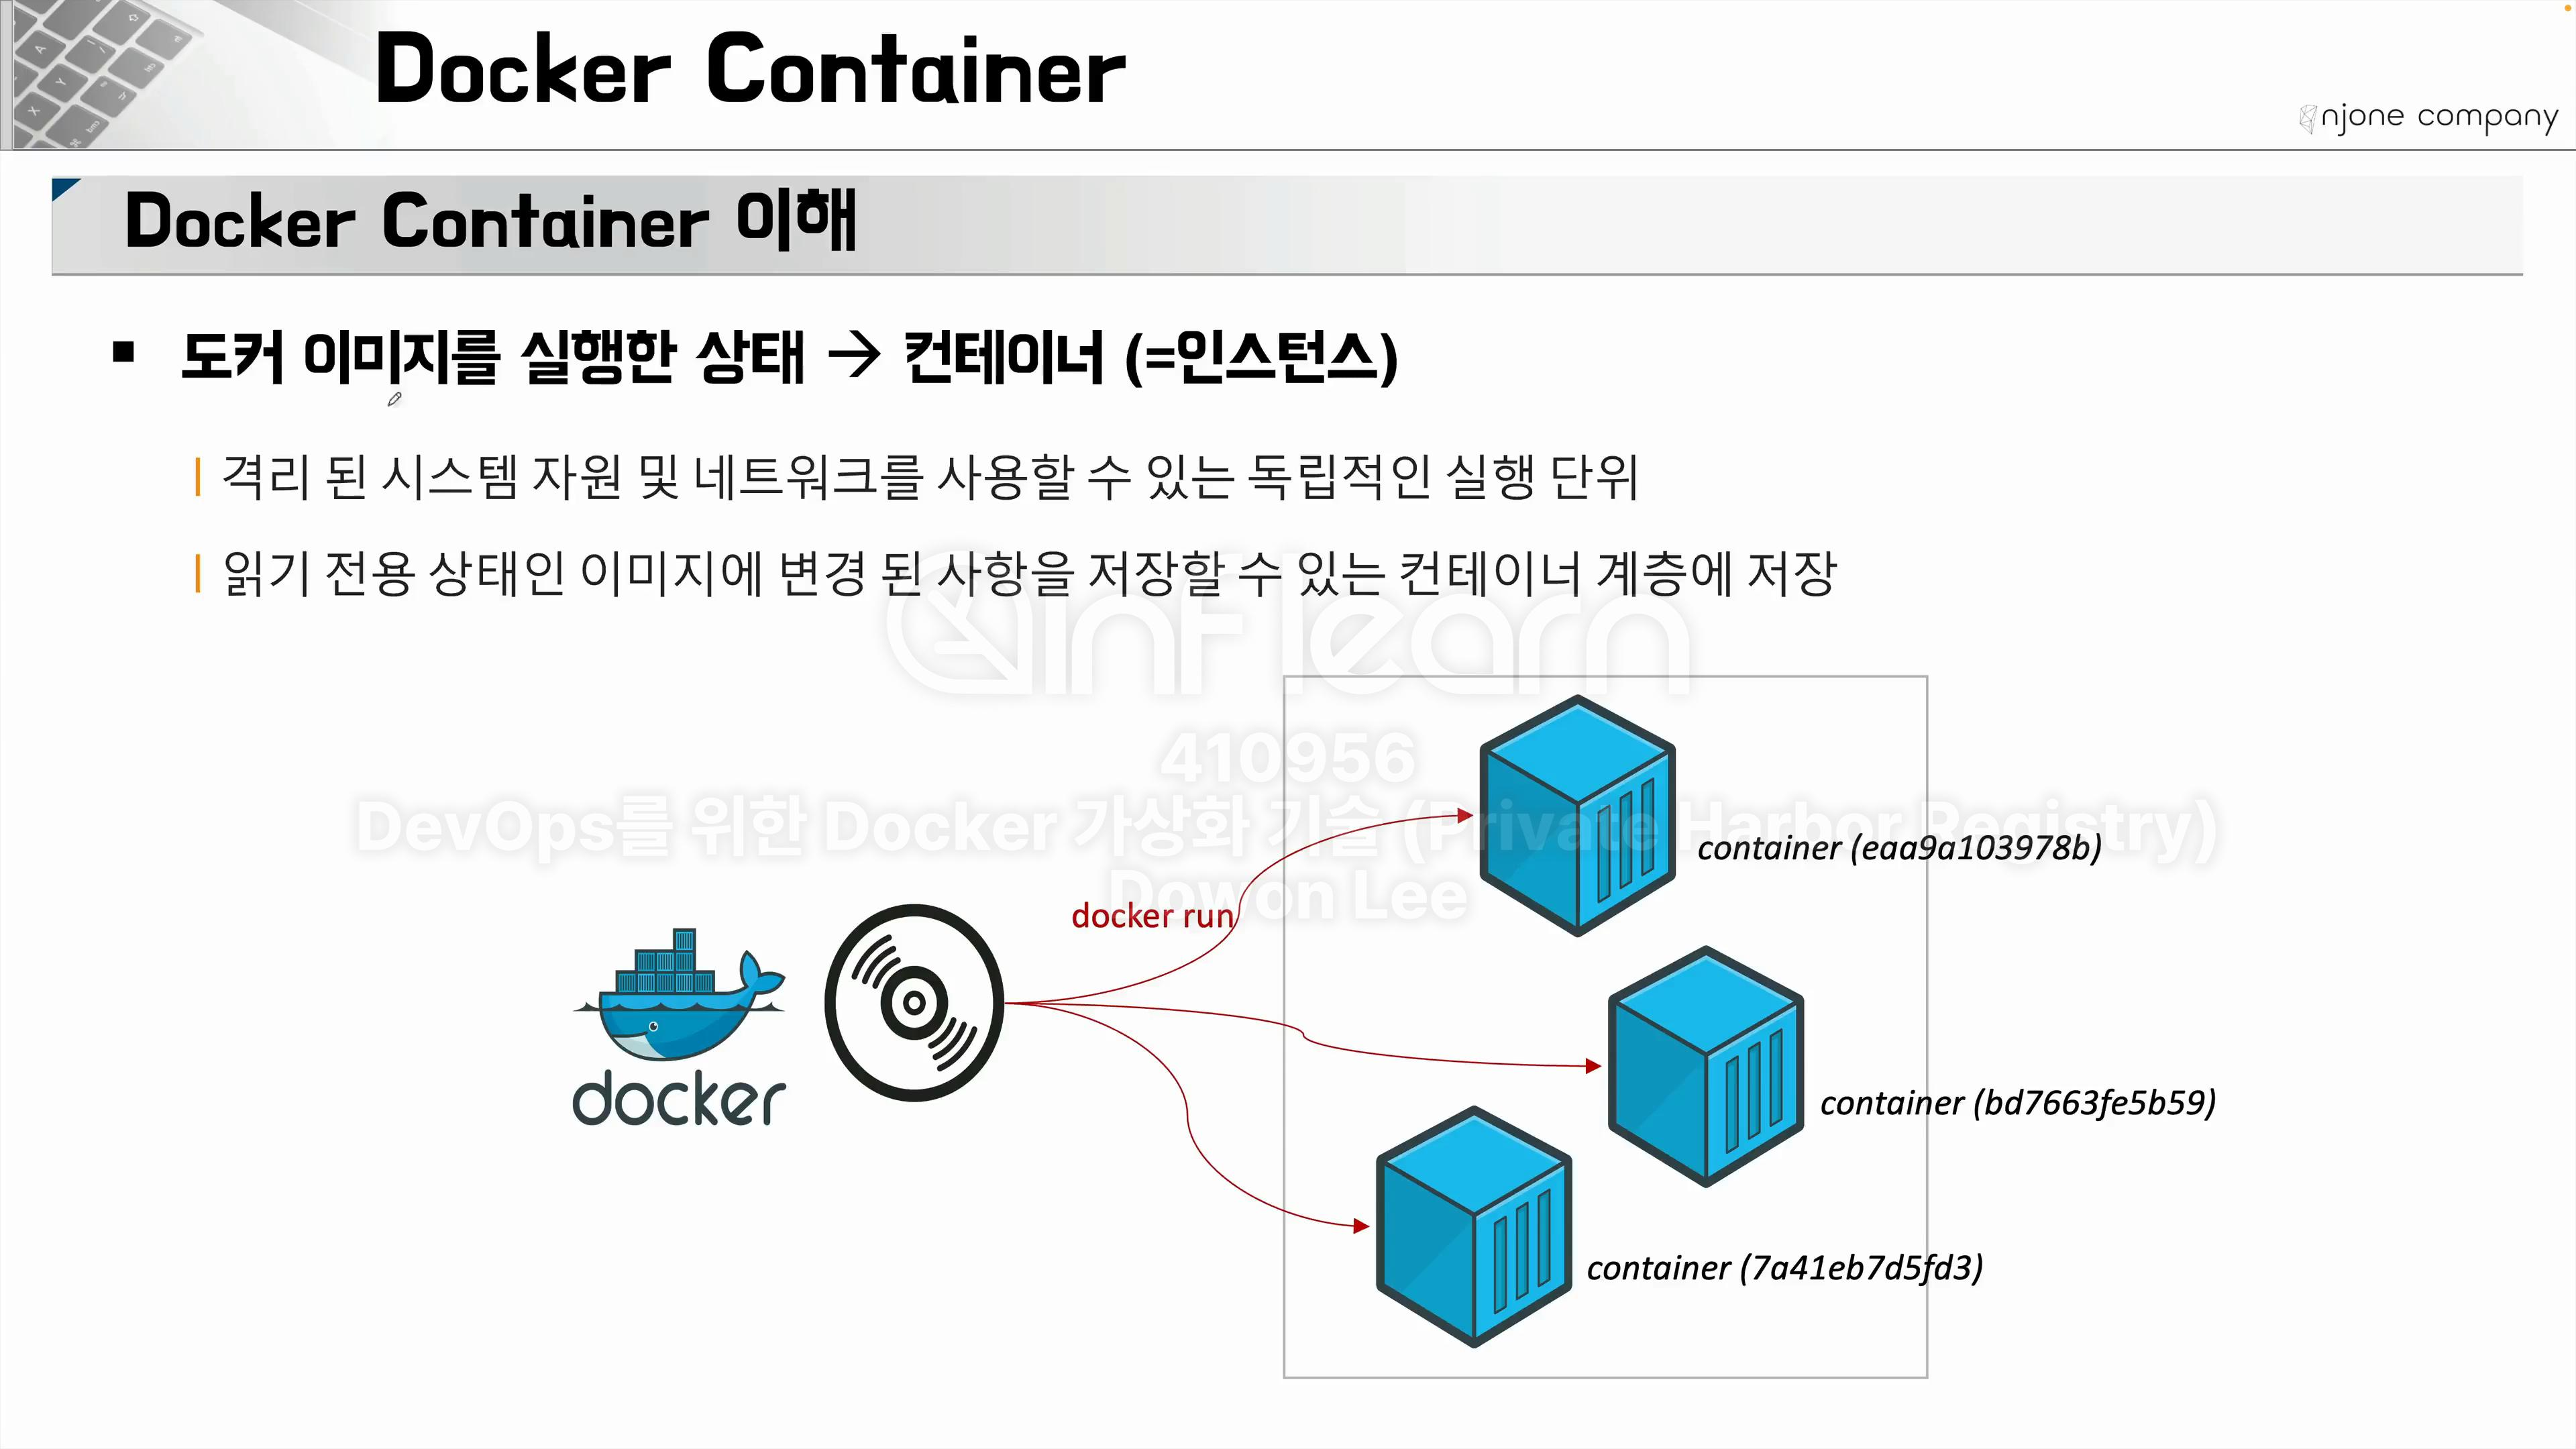 Docker Container
njone company
Docker Container 이해
▪ 도커 이미지를 실행한 상태 → 컨테이너 (=인스턴스)
격리 된 시스템 자원 및 네트워크를 사용할 수 있는 독립적인 실행 단위
읽기 전용 상태인 이미지에 변경 된 사항을 저장할 수 있는 컨테이너 계층에 저장
inflearn
410956
DevOps를 위한 Docker 가상화 기술 (Private Harbor Registry)
Dowon Lee
container (eaa9a103978b)
docker run
docker
container (bd7663fe5b59)
container (7a41eb7d5fd3)